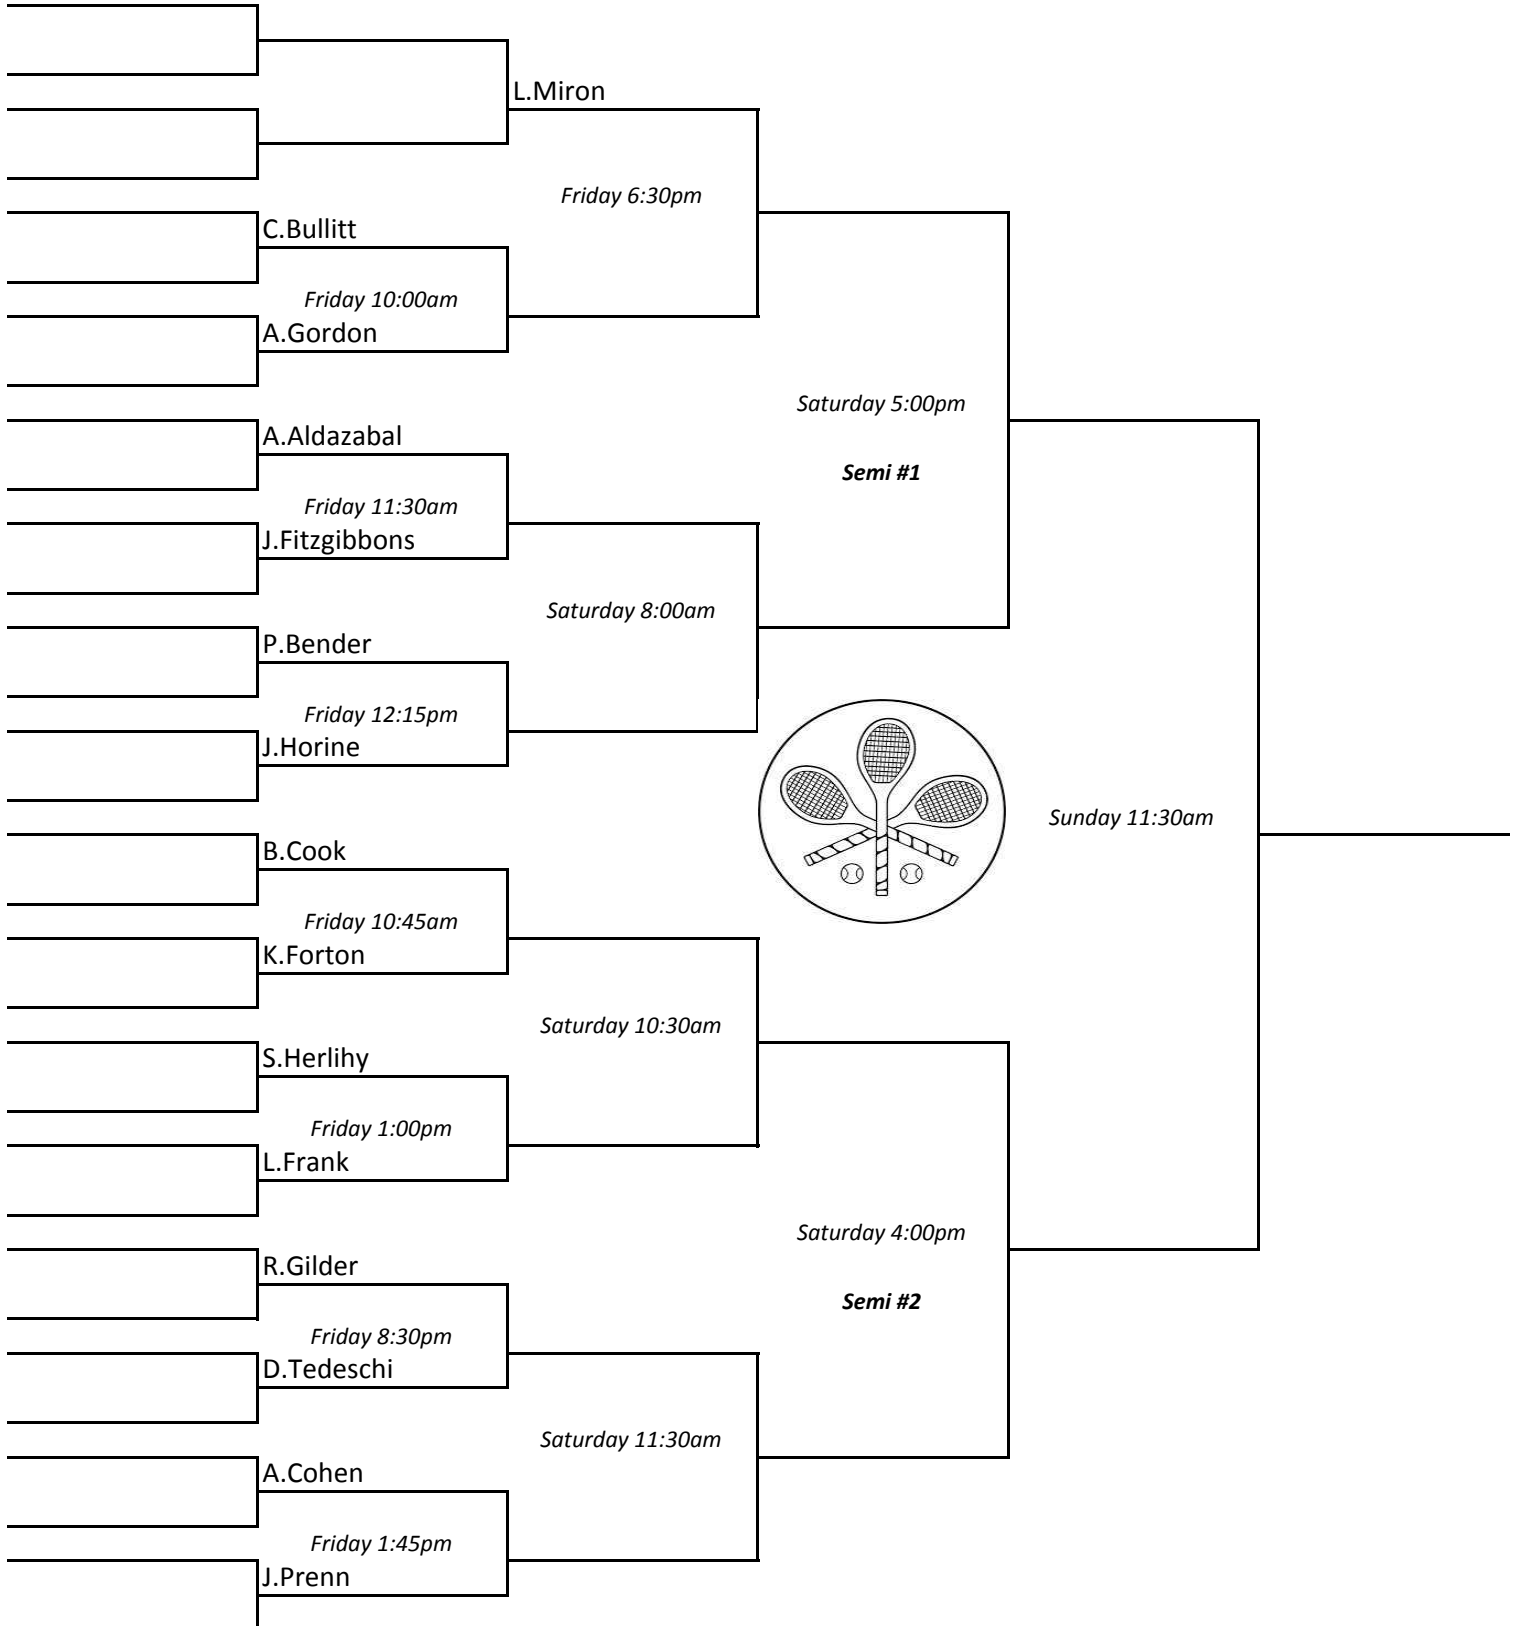 L.Miron
Friday 6:30pm
C.Bullitt
Friday 10:00am
A.Gordon
Saturday 5:00pm
A.Aldazabal
Semi #1
Friday 11:30am
J.Fitzgibbons
Saturday 8:00am
P.Bender
Friday 12:15pm
J.Horine
Sunday 11:30am
B.Cook
Friday 10:45am
K.Forton
Saturday 10:30am
S.Herlihy
Friday 1:00pm
L.Frank
Saturday 4:00pm
R.Gilder
Semi #2
Friday 8:30pm
D.Tedeschi
Saturday 11:30am
A.Cohen
Friday 1:45pm
J.Prenn